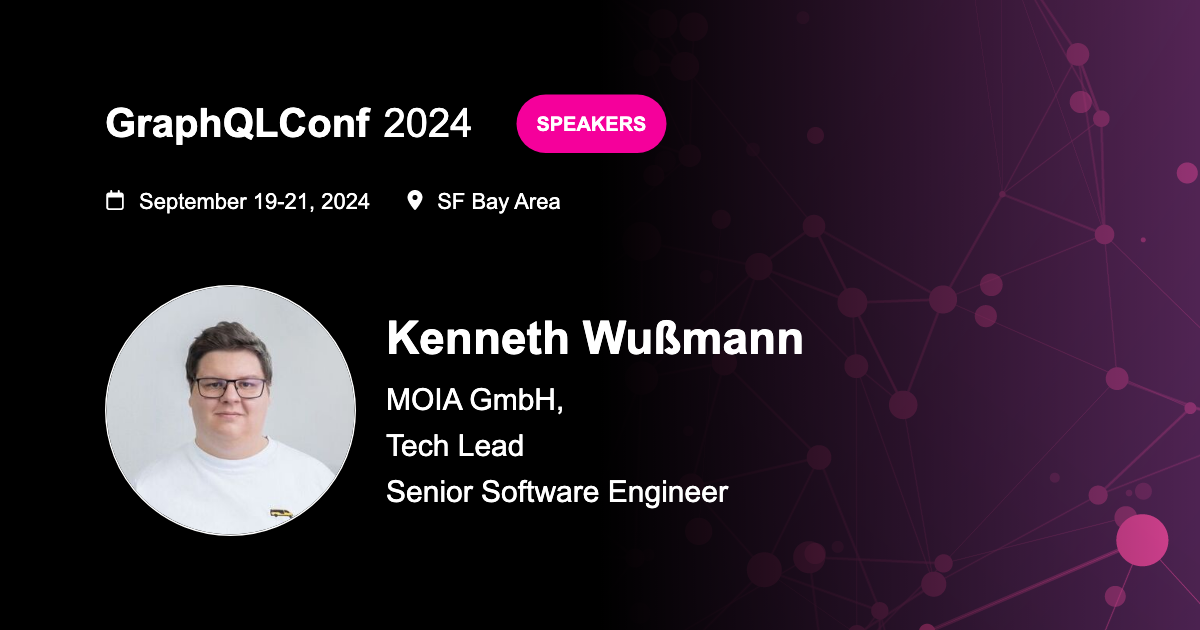 GraphQLConf 2024
SPEAKERS
September 19-21, 2024
SF Bay Area
Kenneth Wußmann
MOIA GmbH,
Tech Lead
Senior Software Engineer